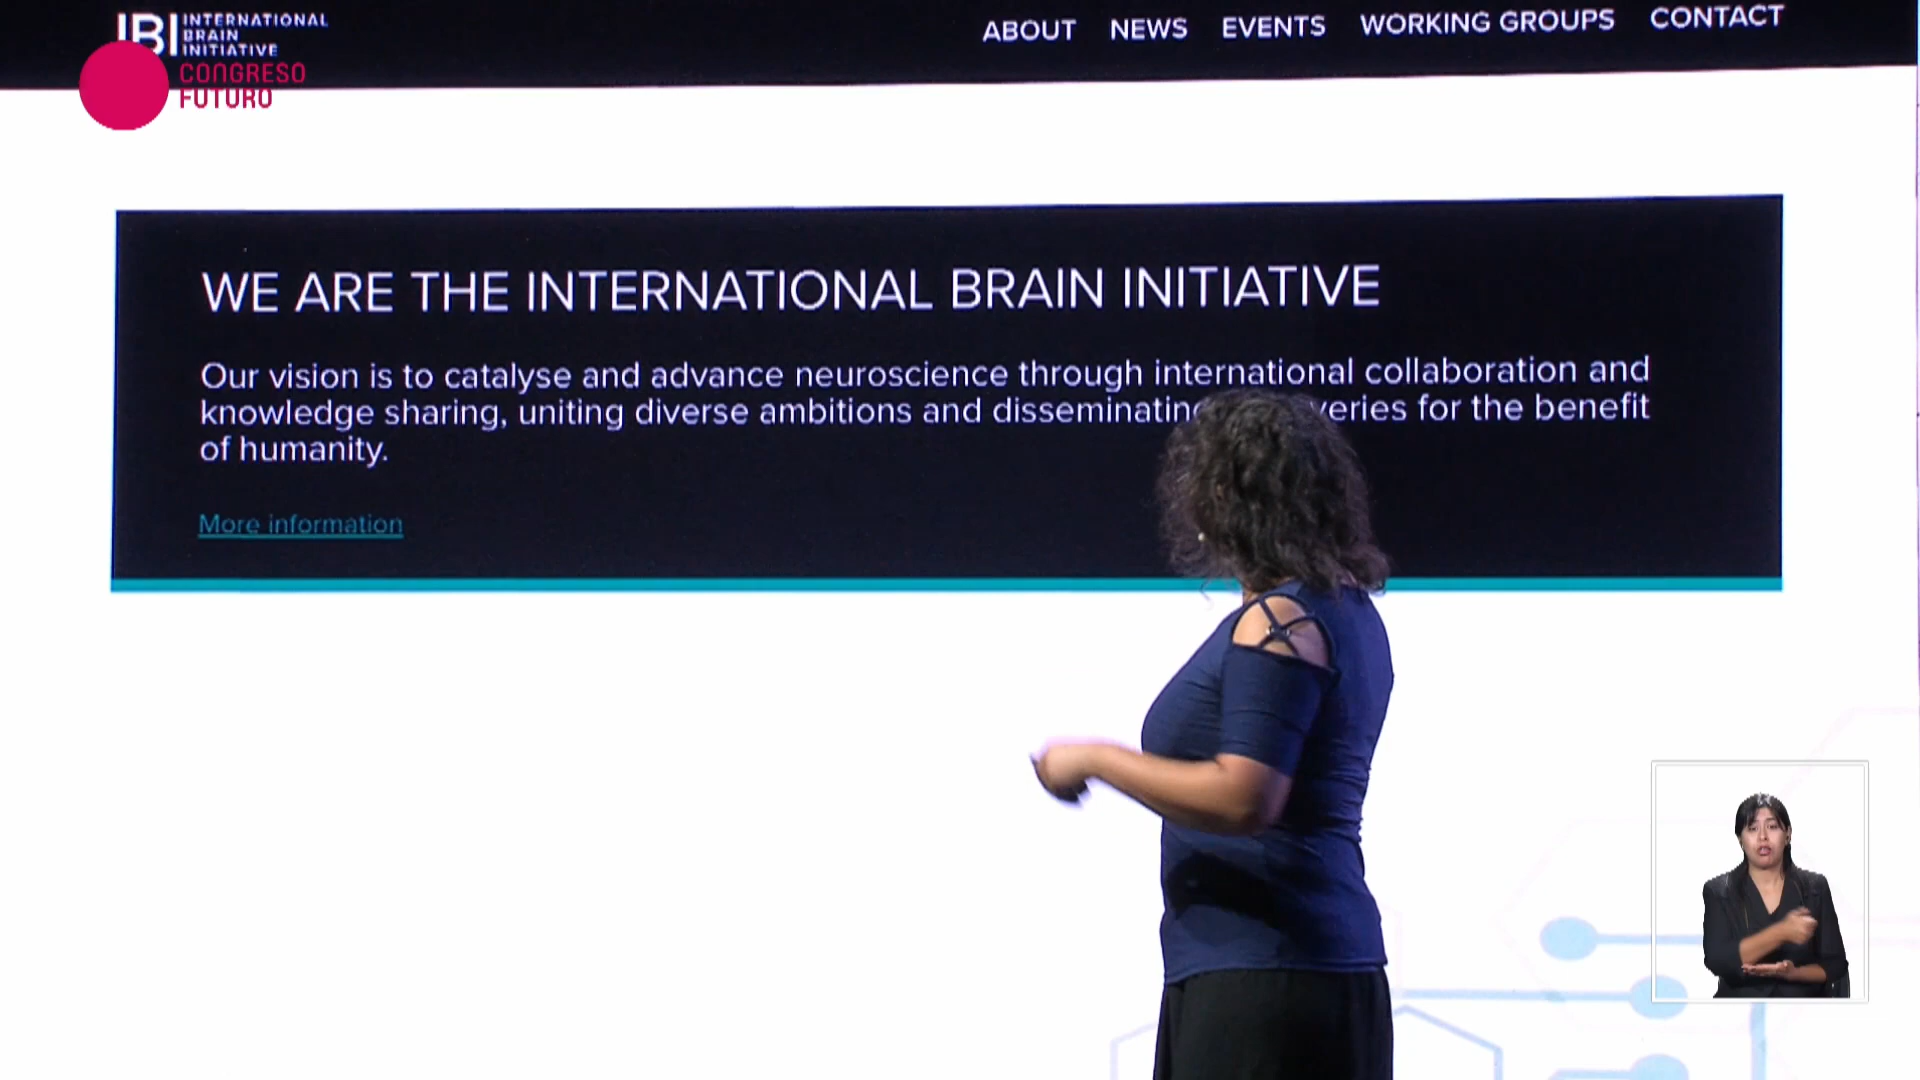 IBI INTERNATIONAL
BRAIN
INITIATIVE
CONGRESO
FUTURO
ABOUT NEWS EVENTS WORKING GROUPS CONTACT
WE ARE THE INTERNATIONAL BRAIN INITIATIVE
Our vision is to catalyse and advance neuroscience through international collaboration and
knowledge sharing, uniting diverse ambitions and for the benefit
of humanity.
More information